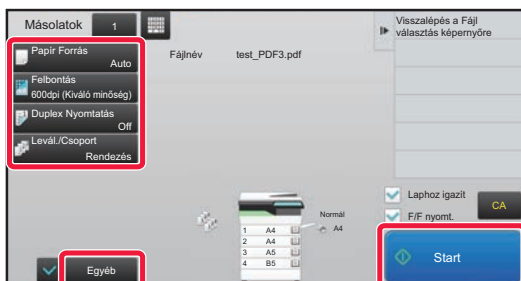 Másolatok 1
Visszalépés a Fájl
választás képernyőre
Papír Forrás
Auto
Fájlnév test_PDF3.pdf
Felbontás
600dpi (Kiváló minőség)
Duplex Nyomtatás
Off
Levál./Csoport
Rendezés
Laphoz igazít
CA
F/F nyomt.
Normál
A4
1 A4
2 A4
3 A5
4 B5
Egyéb
Start